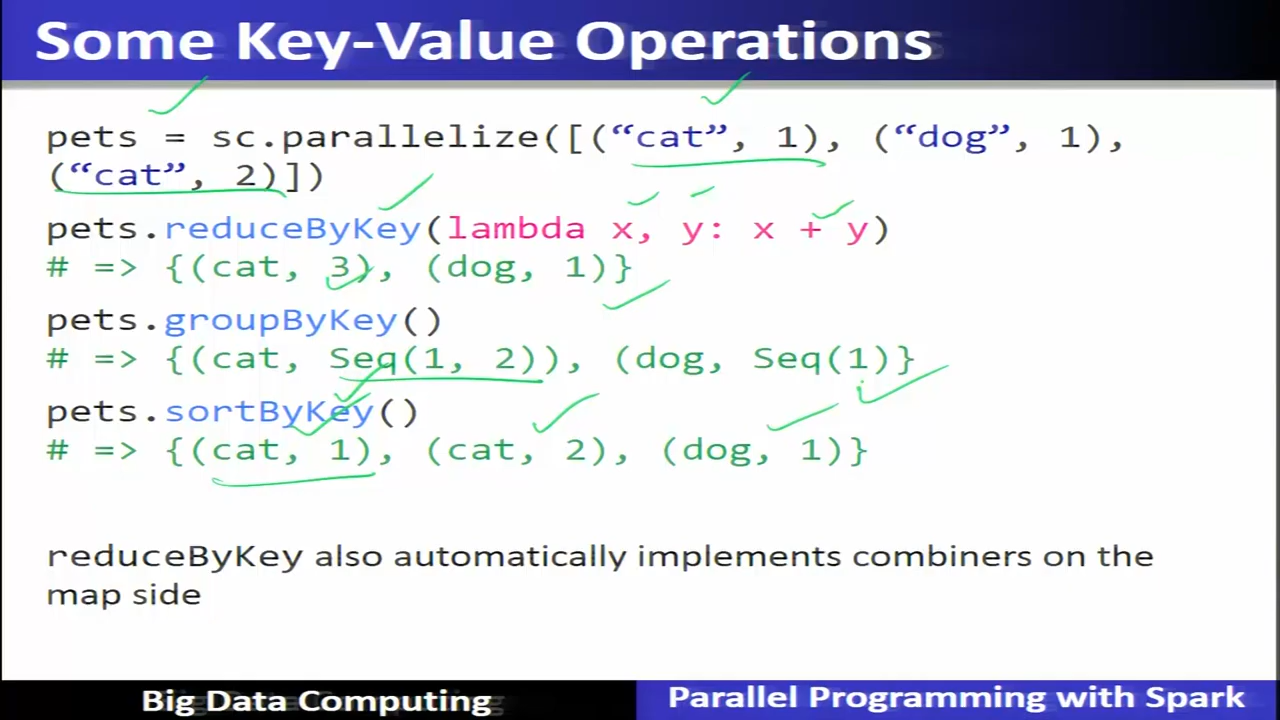 Some Key-Value Operations
pets = sc.parallelize([(“cat”, 1), (“dog”, 1),
(“cat”, 2)])
pets.reduceByKey(lambda x, y: x + y)
# => {(cat, 3), (dog, 1)}
pets.groupByKey()
# => {(cat, Seq(1, 2)), (dog, Seq(1)}
pets.sortByKey()
# => {(cat, 1), (cat, 2), (dog, 1)}
reduceByKey also automatically implements combiners on the
map side
Big Data Computing
Parallel Programming with Spark